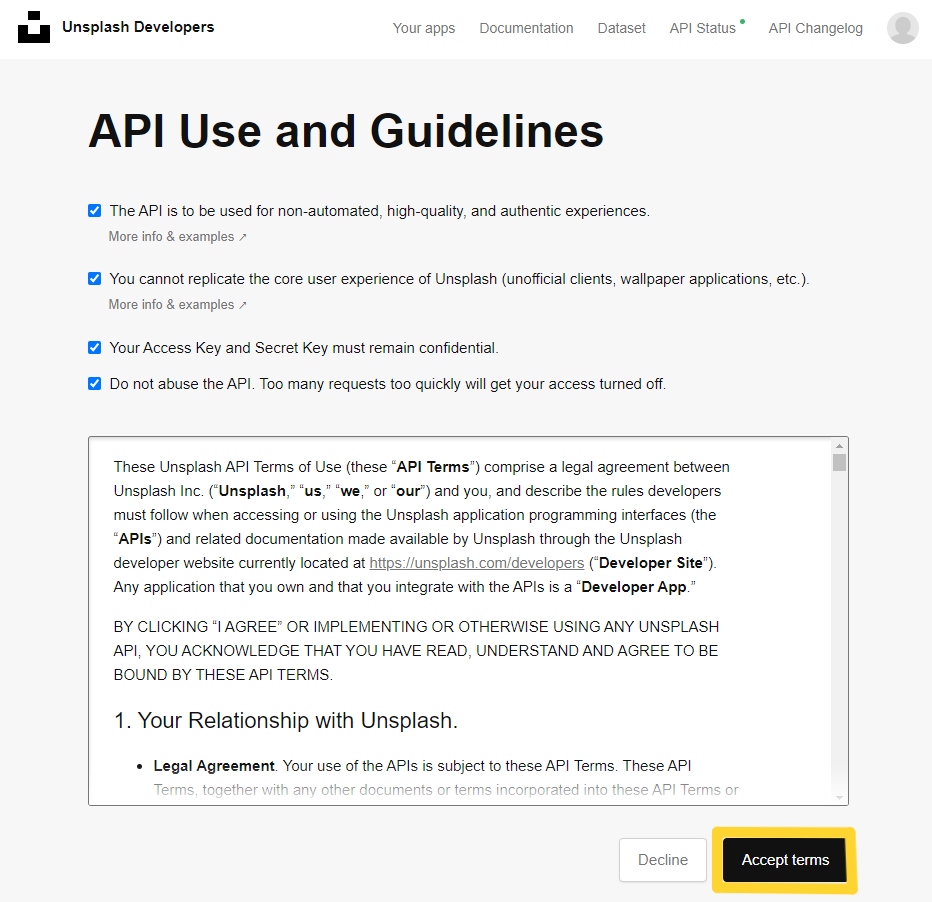 Unsplash Developers
Your apps Documentation Dataset API Status API Changelog
API Use and Guidelines
The API is to be used for non-automated, high-quality, and authentic experiences.
More info & examples ↗
You cannot replicate the core user experience of Unsplash (unofficial clients, wallpaper applications, etc.).
More info & examples ↗
Your Access Key and Secret Key must remain confidential.
Do not abuse the API. Too many requests too quickly will get your access turned off.
These Unsplash API Terms of Use (these “API Terms”) comprise a legal agreement between
Unsplash Inc. (“Unsplash,” “us,” “we,” or “our”) and you, and describe the rules developers
must follow when accessing or using the Unsplash application programming interfaces (the
“APIs”) and related documentation made available by Unsplash through the Unsplash
developer website currently located at https://unsplash.com/developers (“Developer Site”).
Any application that you own and that you integrate with the APIs is a “Developer App.”
BY CLICKING “I AGREE” OR IMPLEMENTING OR OTHERWISE USING ANY UNSPLASH
API, YOU ACKNOWLEDGE THAT YOU HAVE READ, UNDERSTAND AND AGREE TO BE
BOUND BY THESE API TERMS.
1. Your Relationship with Unsplash.
• Legal Agreement. Your use of the APIs is subject to these API Terms. These API
Terms, together with any other documents or terms incorporated into these API Terms or
Decline Accept terms